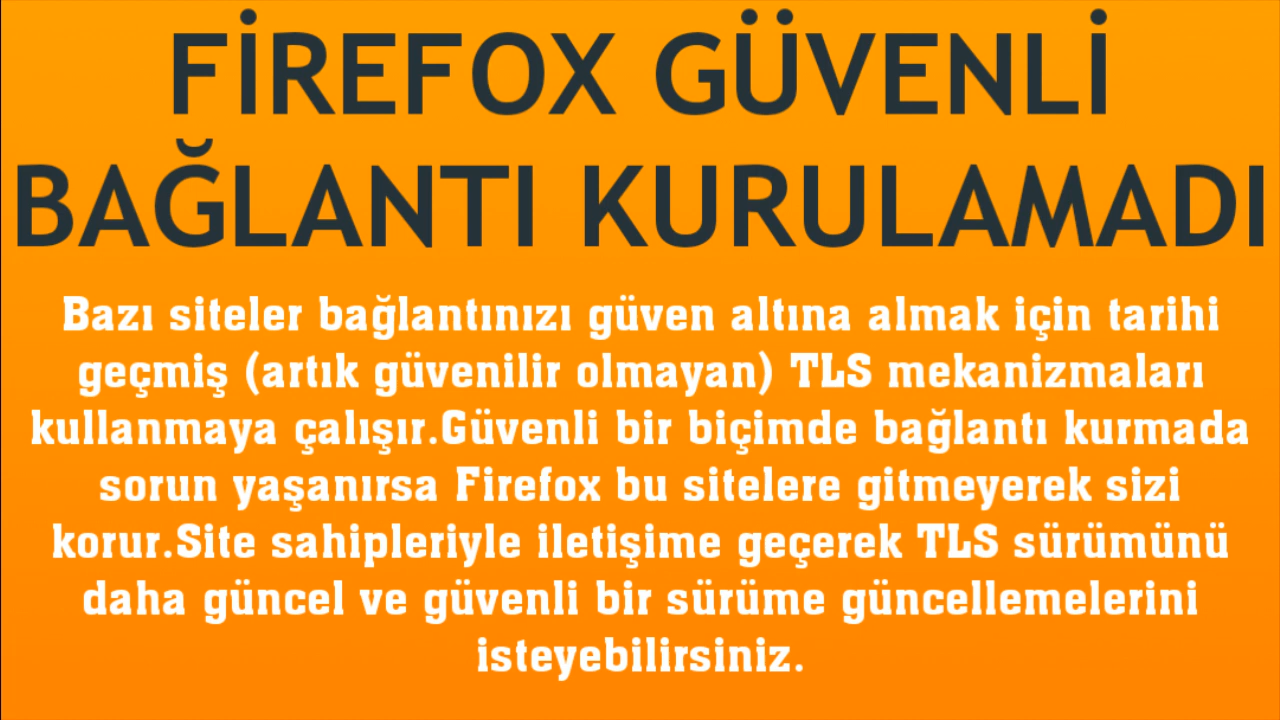 FİREFOX GÜVENLİ
BAĞLANTI KURULAMADI
Bazı siteler bağlantınızı güven altına almak için tarihi
geçmiş (artık güvenilir olmayan) TLS mekanizmaları
kullanmaya çalışır.Güvenli bir biçimde bağlantı kurmada
sorun yaşanırsa Firefox bu sitelere gitmeyerek sizi
korur.Site sahipleriyle iletişime geçerek TLS sürümünü
daha güncel ve güvenli bir sürüme güncellemelerini
isteyebilirsiniz.